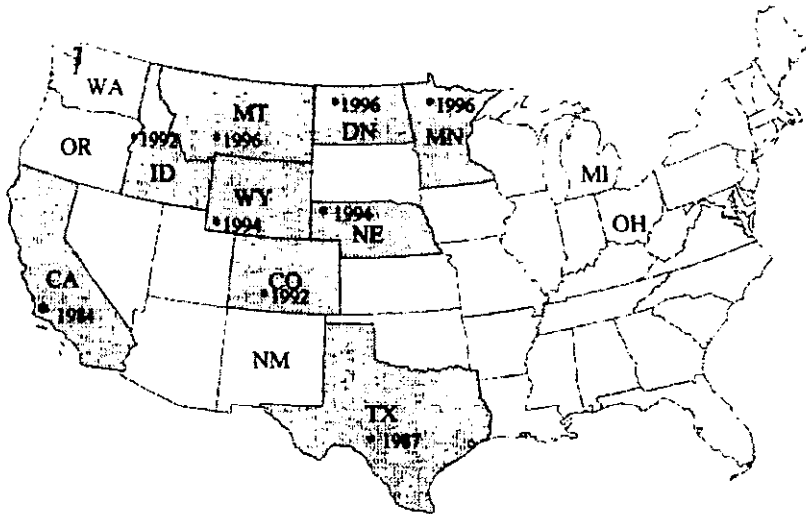 WA
MT
•1996
•1996
DN
MN
OR
•1992
•1996
ID
MI
WY
•1994
•1994
NE
OH
CA
CO
•1992
•1984
NM
TX
•1987